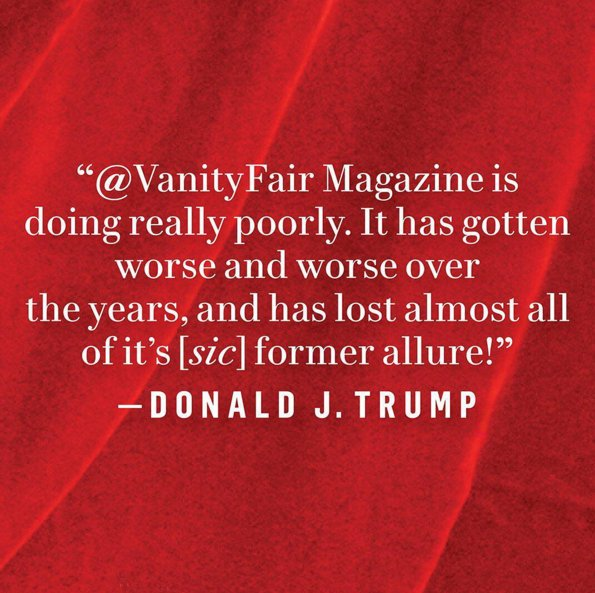 “@VanityFair Magazine is
doing really poorly. It has gotten
worse and worse over
the years, and has lost almost all
of it’s [sic] former allure!”
—DONALD J. TRUMP